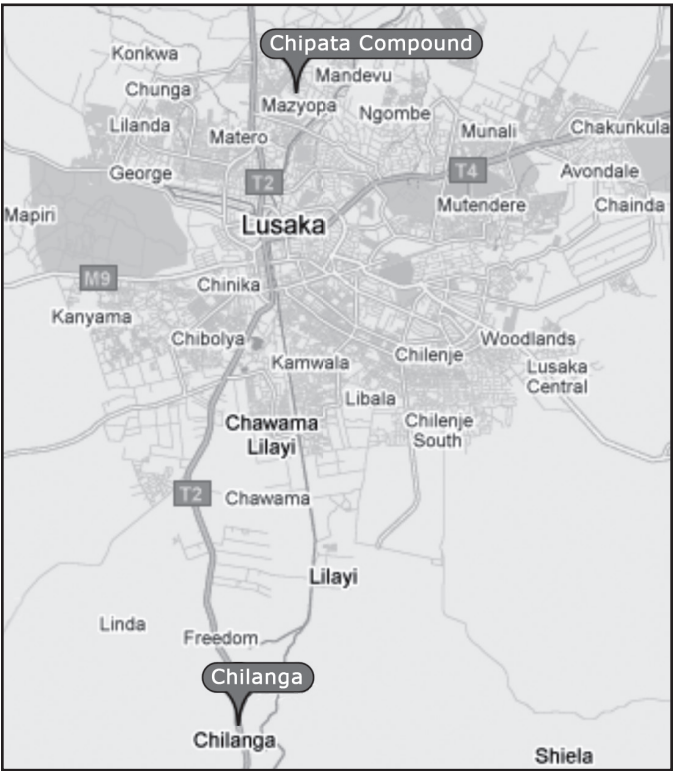 Chipata Compound
Konkwa
Mandevu
Chunga
Mazyopa
Ngombe
Lilanda
Matero
Munali
Chakunkula
George
T2
T4
Avondale
Mapiri
Mutendere
Chainda
Lusaka
M9
Chinika
Kanyama
Chibolya
Woodlands
Kamwala
Chilenje
Lusaka
Central
Libala
Chawama
Lilayi
Chilenje
South
T2
Chawama
Lilayi
Linda
Freedom
Chilanga
Chilanga
Shiela